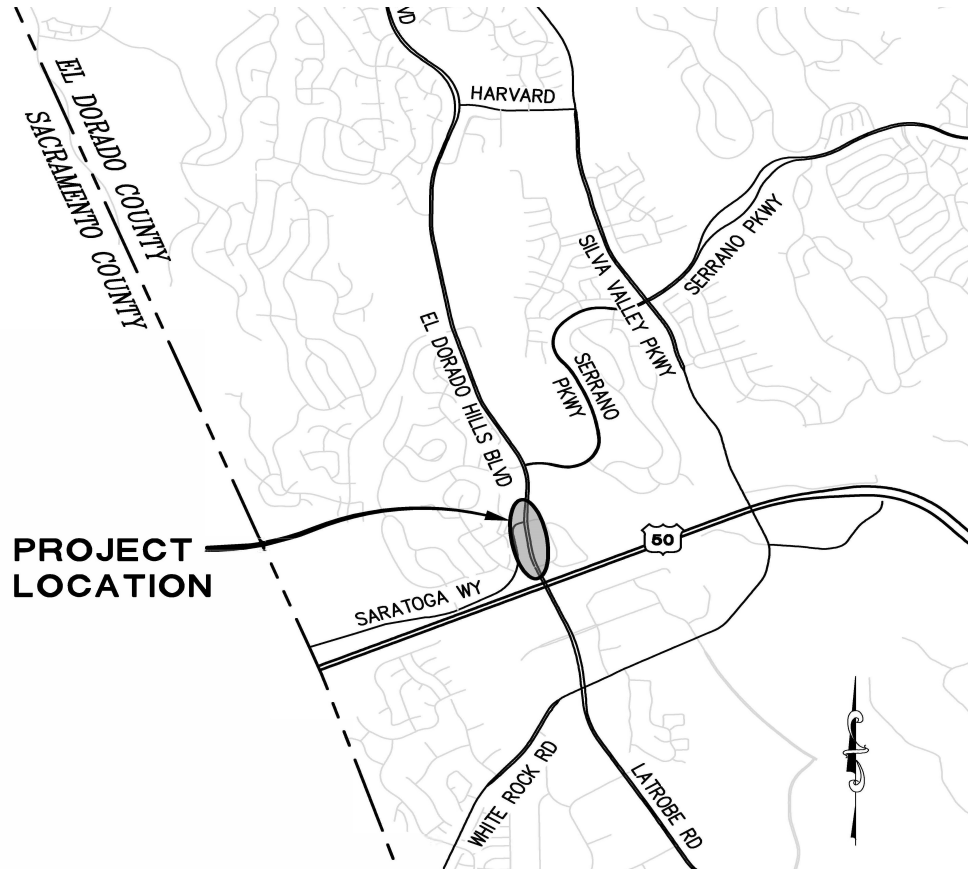 VD
HARVARD
EL DORADO COUNTY
SACRAMENTO COUNTY
SERRANO PKWY
SILVA VALLEY PKWY
EL DORADO HILLS BLVD
SERRANO
PKWY
50
PROJECT
LOCATION
SARATOGA WY
WHITE ROCK RD
LATROBE RD